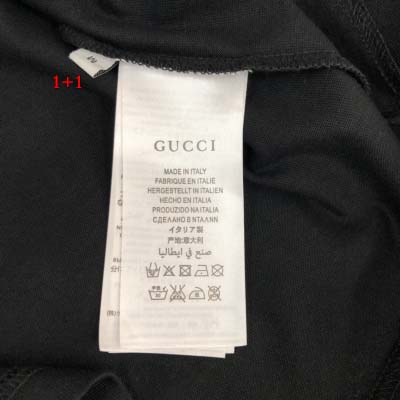 1+1
GUCCI
MADE IN ITALY
FABRIQUE EN ITALIE
HERGESTELLT IN ITALIEN
HECHO EN ITALIA
PRODUZIDO NA ITALIA
СДЕЛАНО В NТАЛNN
イタリア製
产地:意大利
صنع في ايطاليا